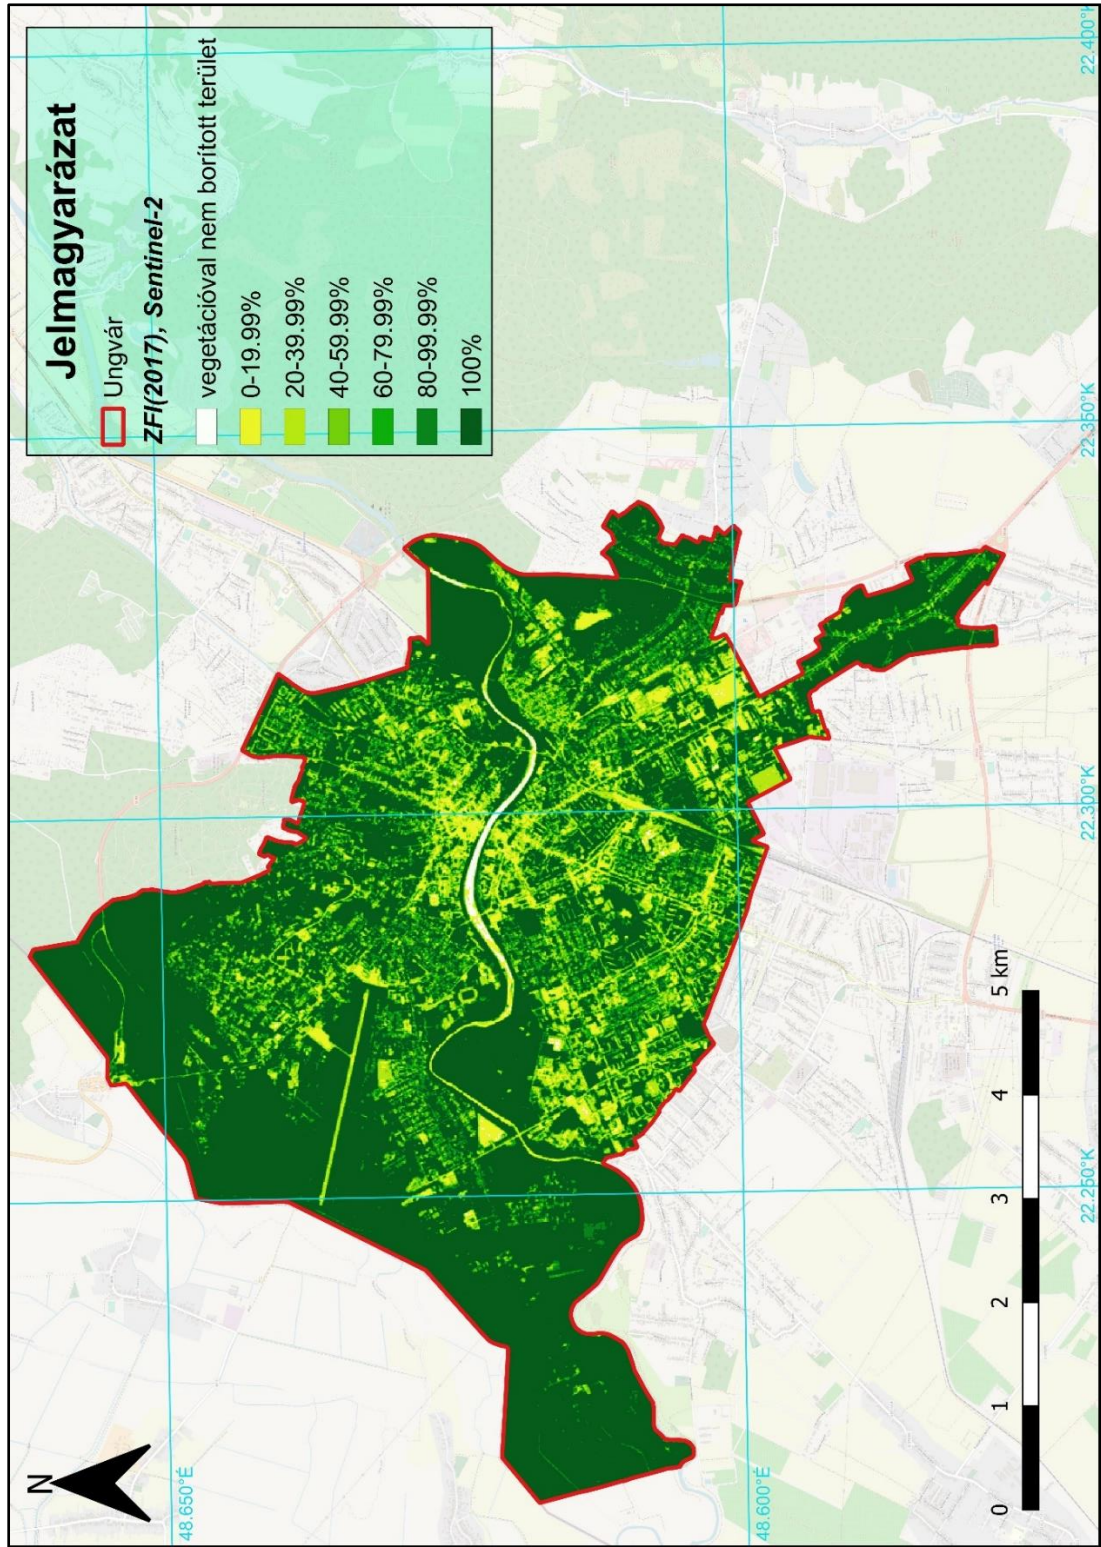 Jelmagyarázat
Ungvár
ZFI(2017), Sentinel-2
vegetációval nem borított terület
0-19.99%
20-39.99%
40-59.99%
60-79.99%
80-99.99%
100%
N
48.650°É
48.600°É
22.250°K
22.300°K
22.350°K
22.400°K
0 1 2 3 4 5 km